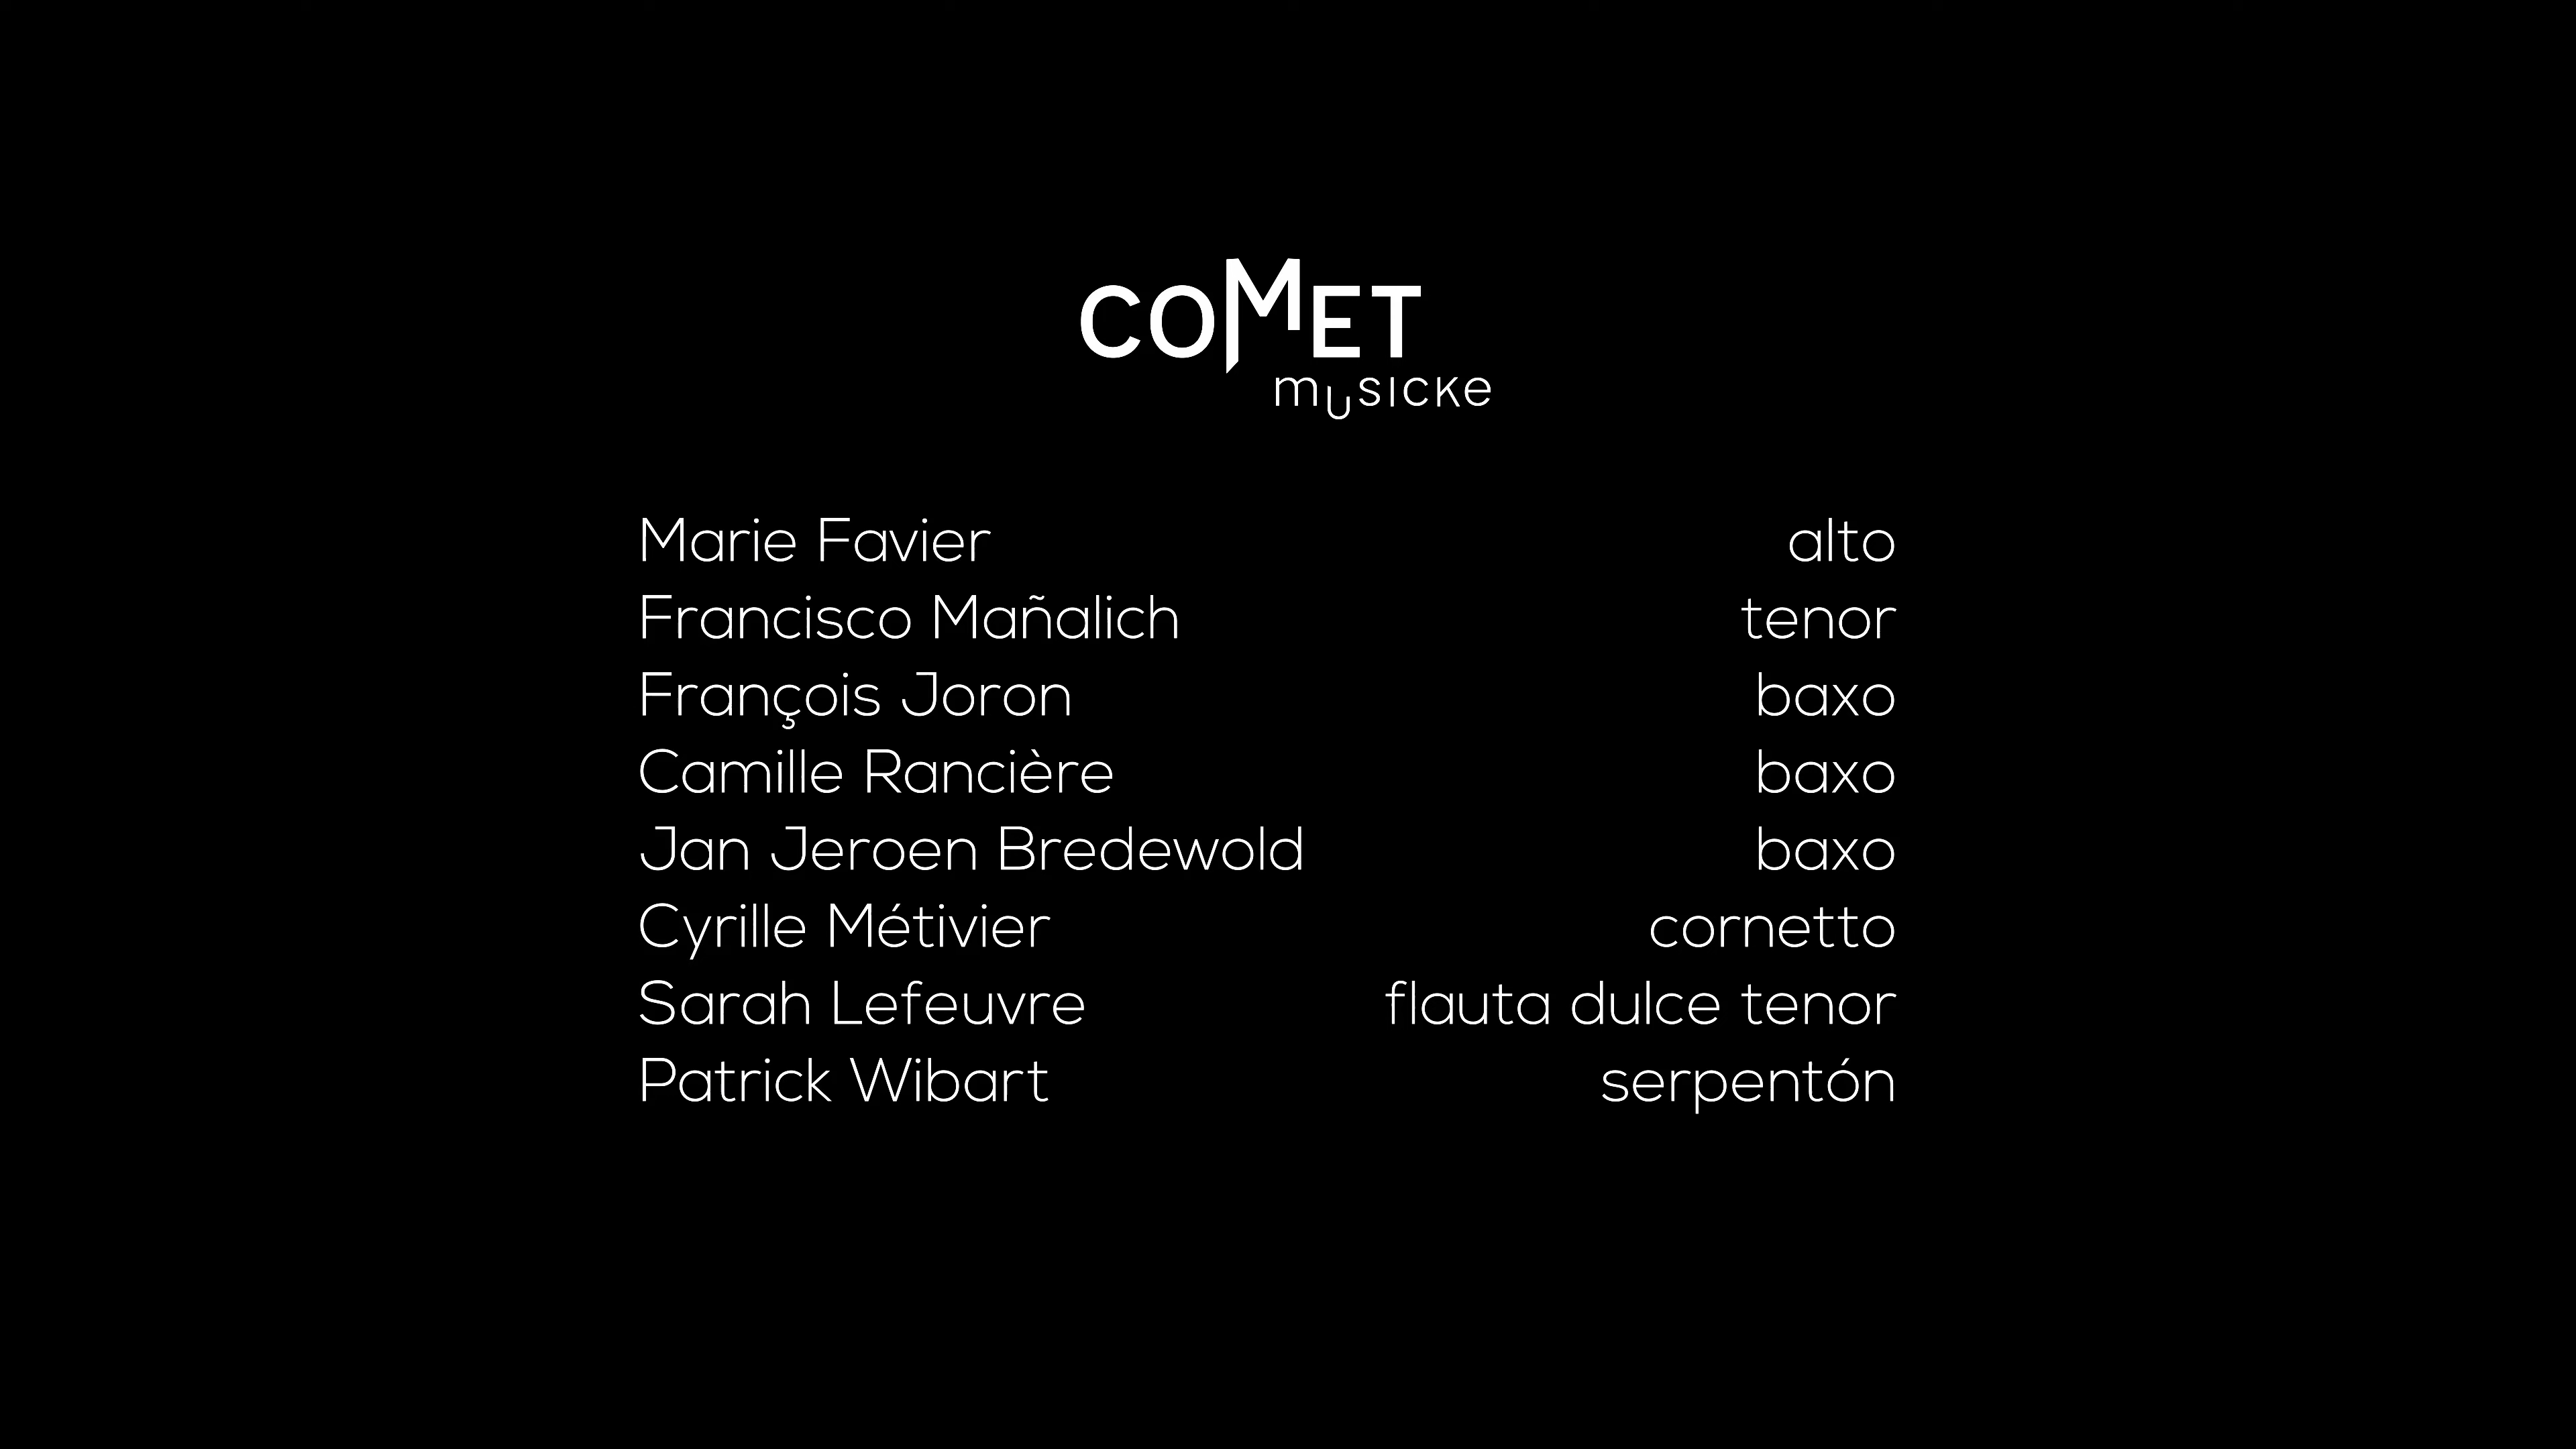 COMET
musicke
Marie Favier alto
Francisco Mañalich tenor
François Joron baxo
Camille Rancière baxo
Jan Jeroen Bredewold baxo
Cyrille Métivier cornetto
Sarah Lefeuvre flauta dulce tenor
Patrick Wibart serpentón